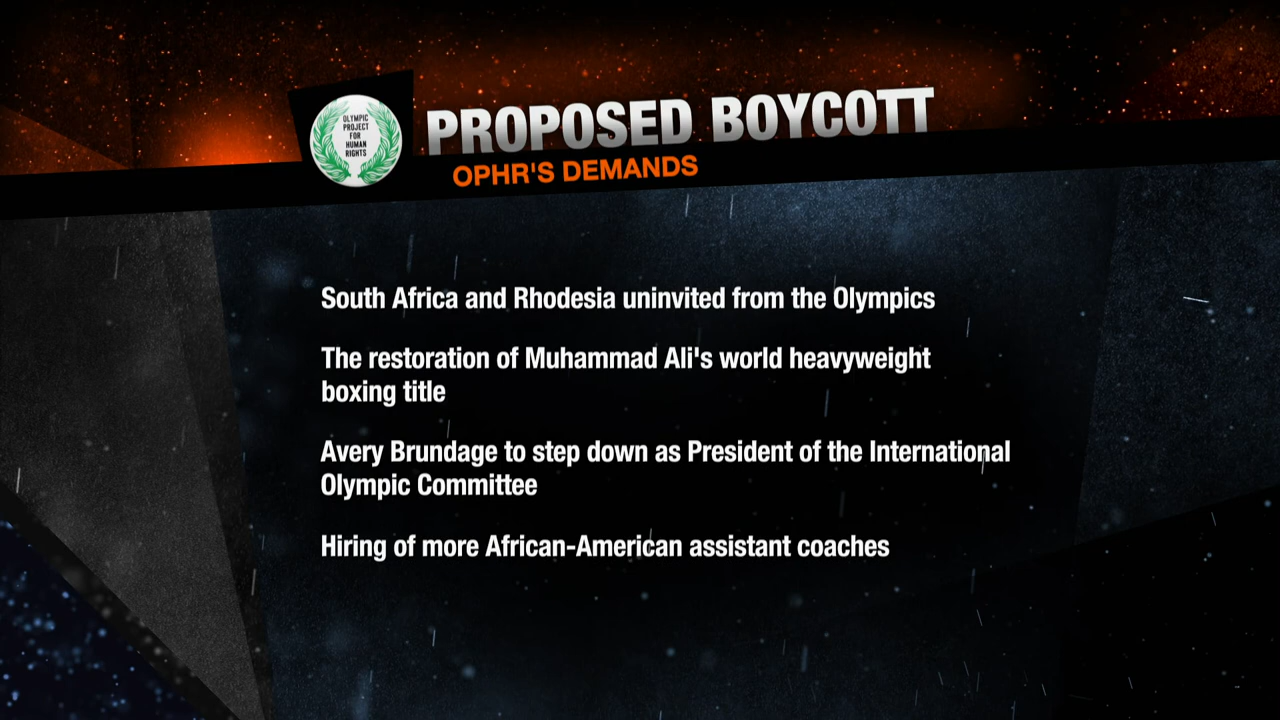 OLYMPIC
PROJECT
FOR
HUMAN
RIGHTS
PROPOSED BOYCOTT
OPHR'S DEMANDS
South Africa and Rhodesia uninvited from the Olympics
The restoration of Muhammad Ali's world heavyweight
boxing title
Avery Brundage to step down as President of the International
Olympic Committee
Hiring of more African-American assistant coaches